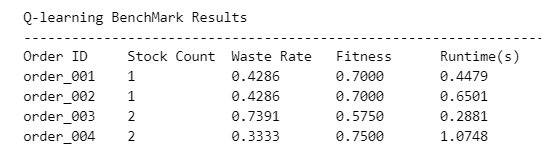 Q-learning BenchMark Results
-----------------------------------------------------------------
Order ID Stock Count Waste Rate Fitness Runtime(s)
order_001 1 0.4286 0.7000 0.4479
order_002 1 0.4286 0.7000 0.6501
order_003 2 0.7391 0.5750 0.2881
order_004 2 0.3333 0.7500 1.0748